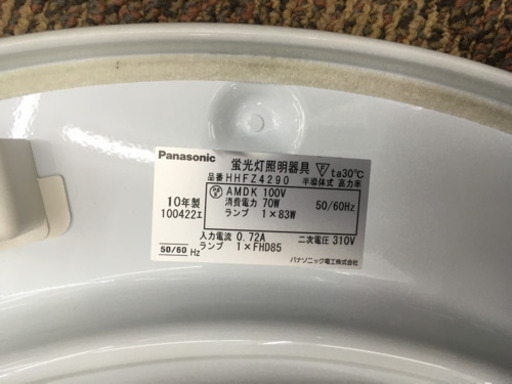 Panasonic 蛍光灯照明器具 ta30℃
品番 HHFZ4290 半導体式 高力率
10年製
100422ェ
AMDK 100V
消費電力 70W 50/60Hz
ランプ 1×83W
入力電流 0.72A 二次電圧 310V
50/60 Hz ランプ 1×FHD85
パナソニック電工株式会社